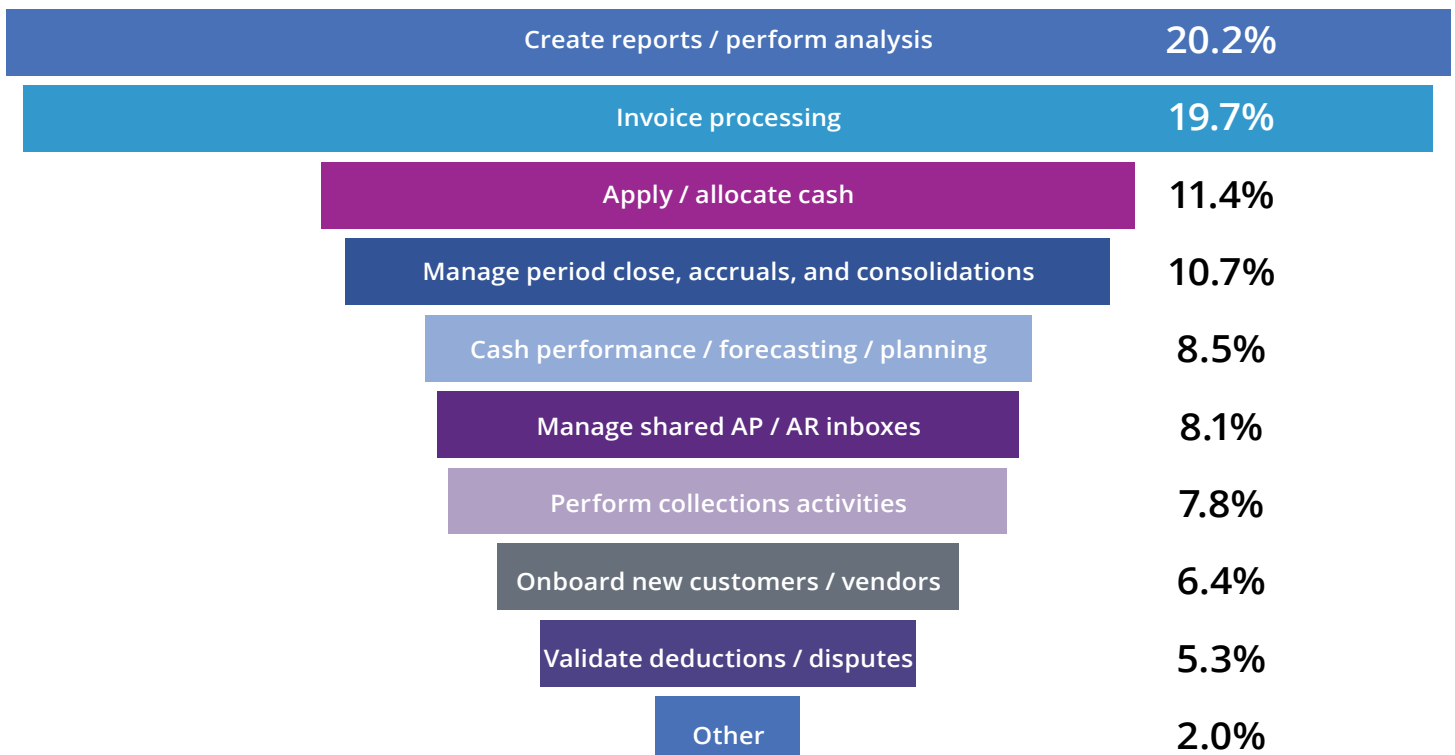 Create reports / perform analysis 20.2%
Invoice processing 19.7%
Apply / allocate cash 11.4%
Manage period close, accruals, and consolidations 10.7%
Cash performance / forecasting / planning 8.5%
Manage shared AP / AR inboxes 8.1%
Perform collections activities 7.8%
Onboard new customers / vendors 6.4%
Validate deductions / disputes 5.3%
Other 2.0%